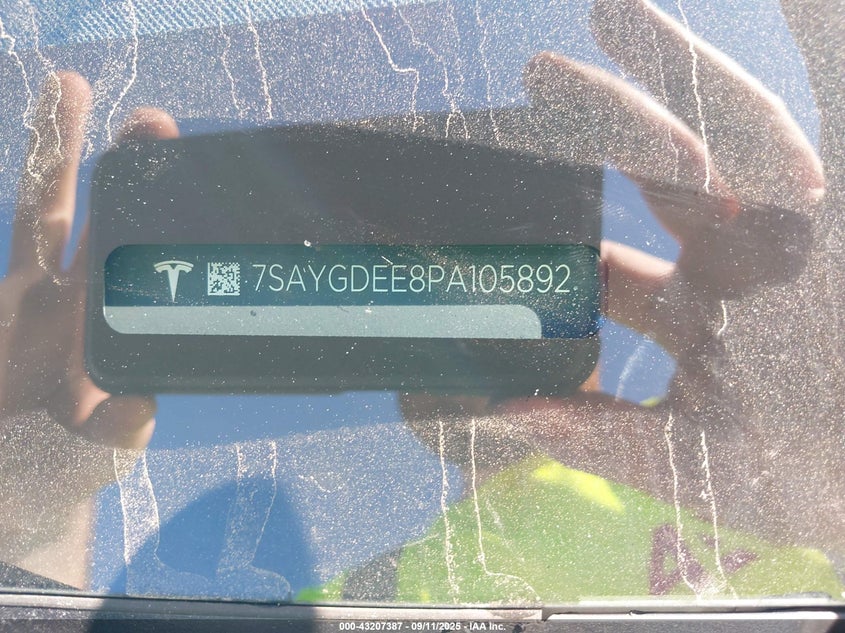 7SAYGDEE8PA105892
000-43207387 - 09/11/2025 - IAA Inc.